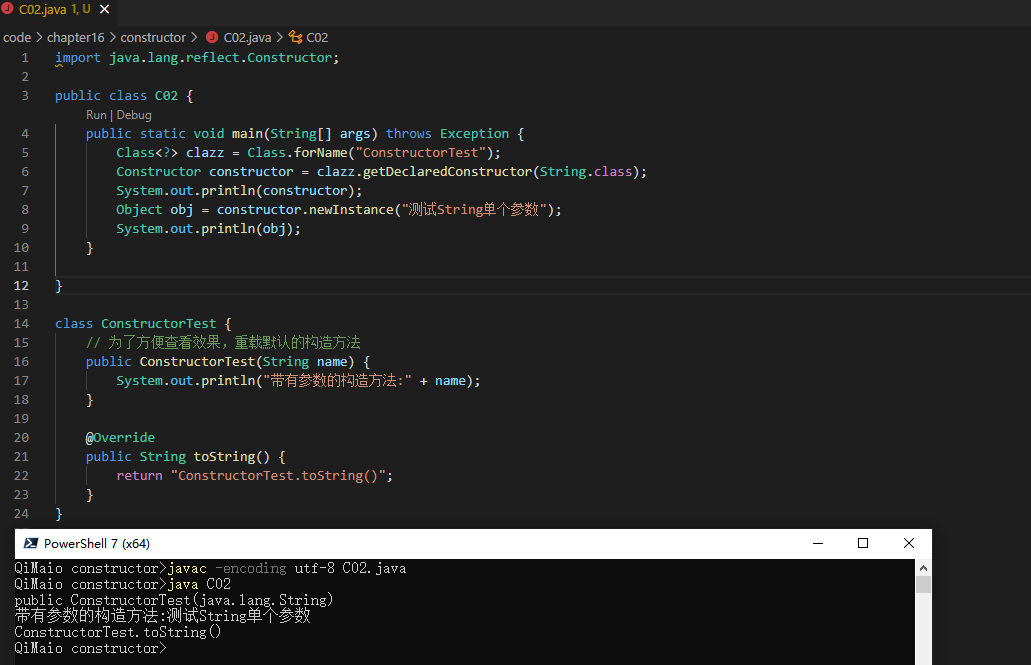 C02.java 1, U
code > chapter16 > constructor > C02.java > C02
1 import java.lang.reflect.Constructor;
2
3 public class C02 {
Run | Debug
4 public static void main(String[] args) throws Exception {
5 Class<?> clazz = Class.forName("ConstructorTest");
6 Constructor constructor = clazz.getDeclaredConstructor(String.class);
7 System.out.println(constructor);
8 Object obj = constructor.newInstance("测试String单个参数");
9 System.out.println(obj);
10 }
11
12 }
13
14 class ConstructorTest {
15 // 为了方便查看效果，重载默认的构造方法
16 public ConstructorTest(String name) {
17 System.out.println("带有参数的构造方法:" + name);
18 }
19
20 @Override
21 public String toString() {
22 return "ConstructorTest.toString()";
23 }
24 }
PowerShell 7 (x64)
QiMaio constructor>javac -encoding utf-8 C02.java
QiMaio constructor>java C02
public ConstructorTest(java.lang.String)
带有参数的构造方法:测试String单个参数
ConstructorTest.toString()
QiMaio constructor>